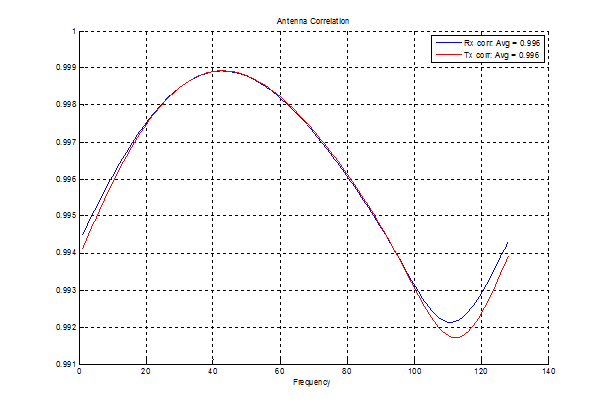 Antenna Correlation
Rx corr: Avg = 0.996
Tx corr: Avg = 0.996
1
0.999
0.998
0.997
0.996
0.995
0.994
0.993
0.992
0.991
0 20 40 60 80 100 120 140
Frequency